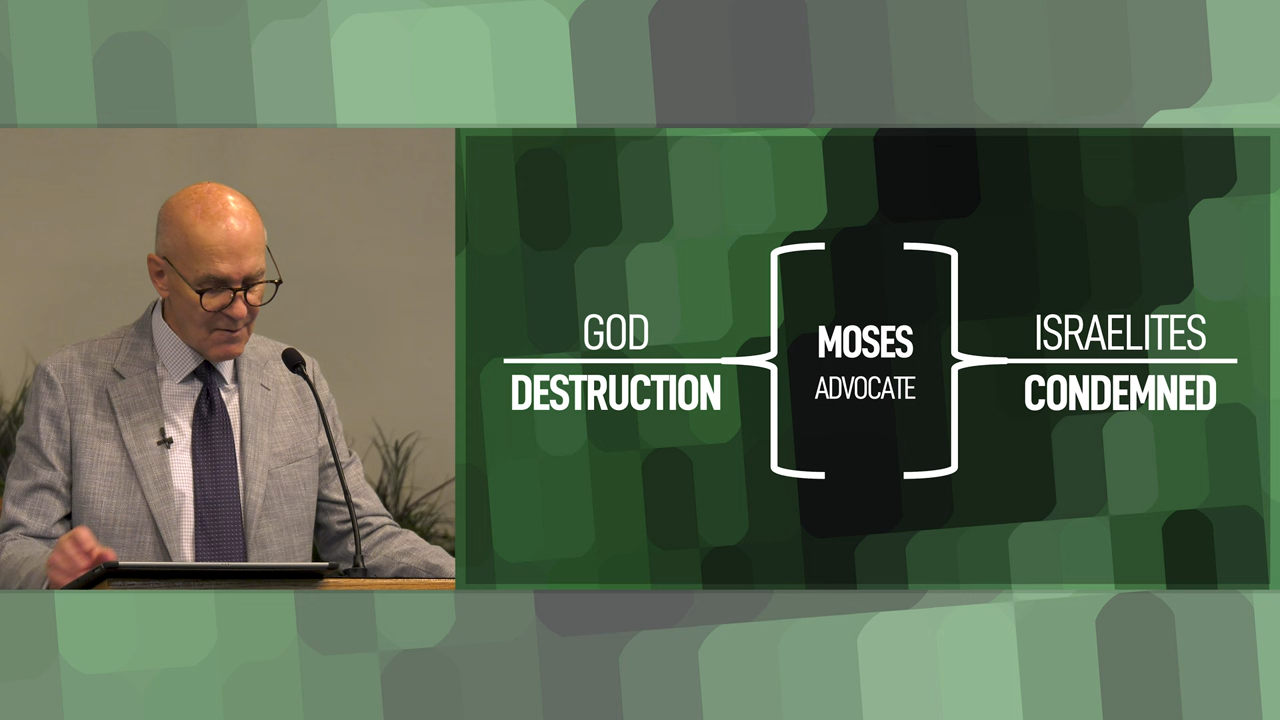 GOD
DESTRUCTION
MOSES
ADVOCATE
ISRAELITES
CONDEMNED